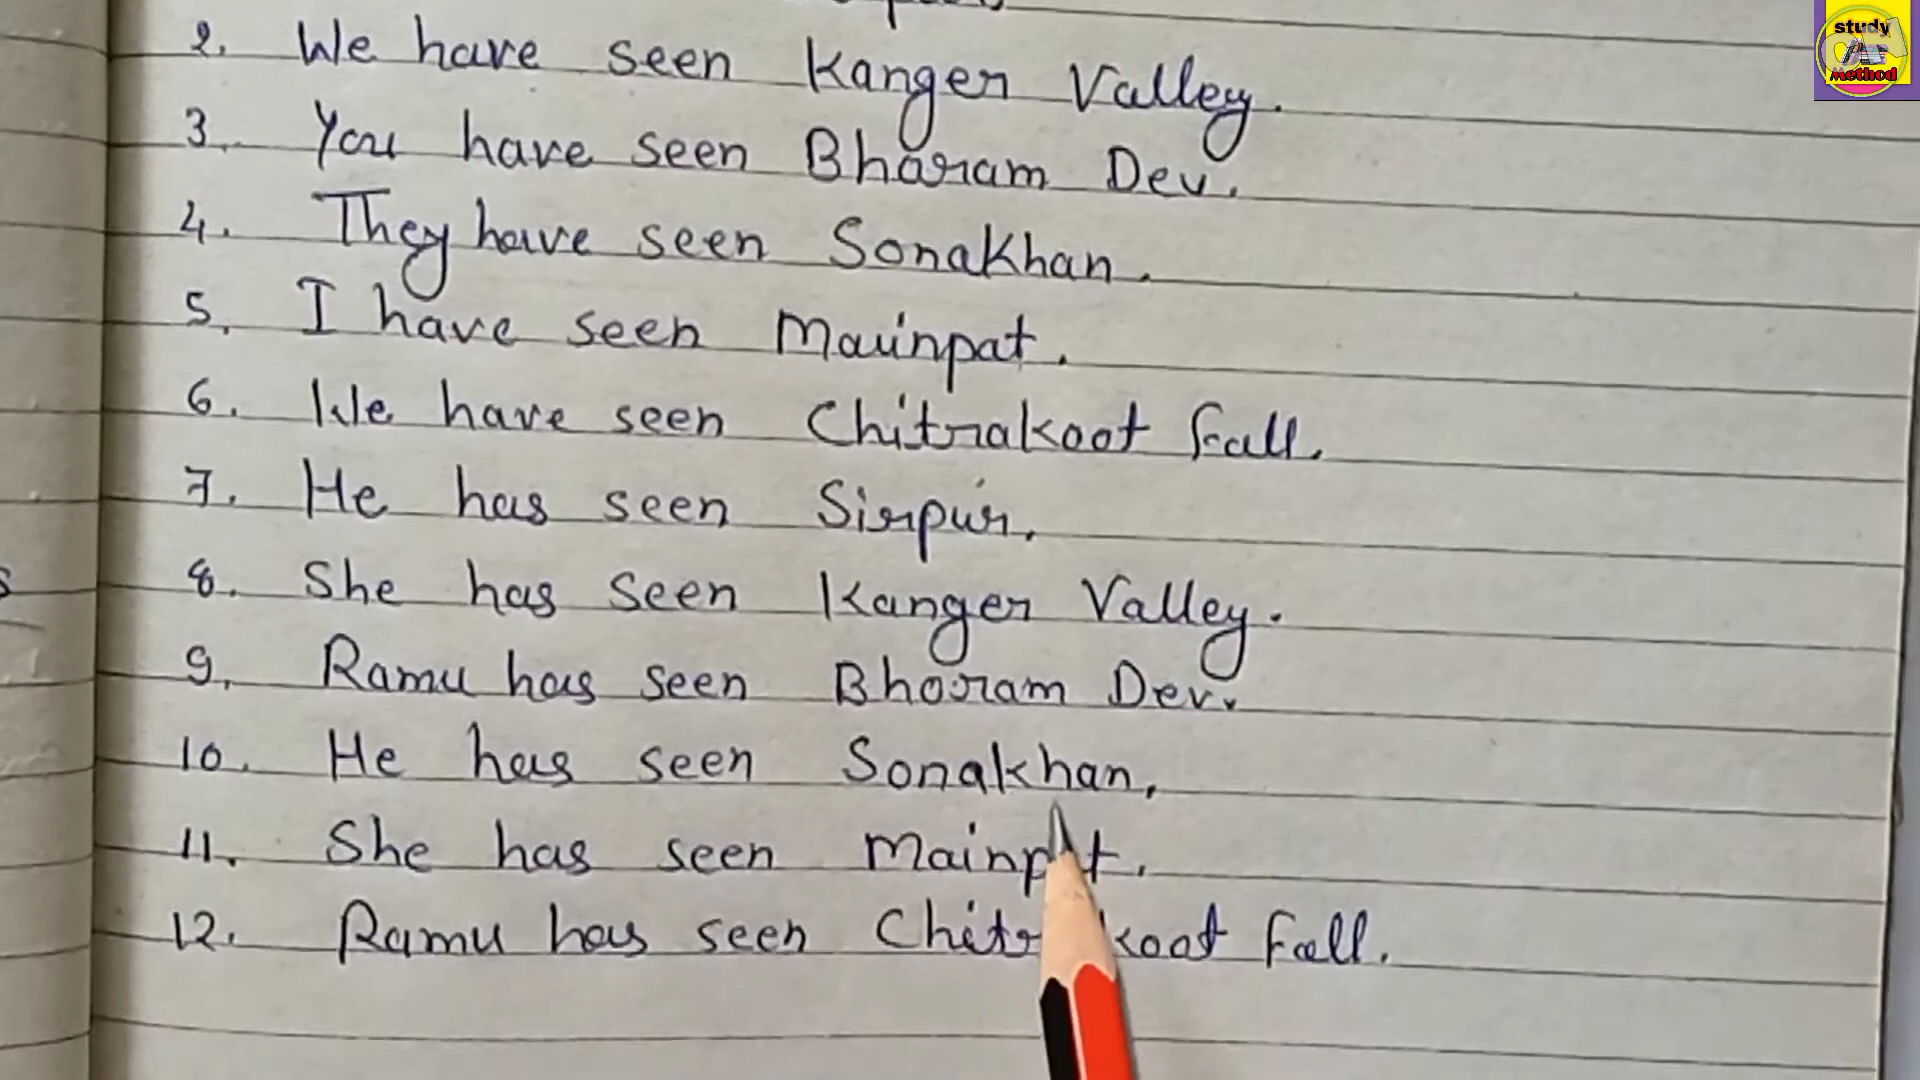 2. We have seen Kanger Valley.
3. You have seen Bharam Dev.
4. They have seen Sonakhan.
5. I have seen Mainpat.
6. We have seen Chitrakoot Fall.
7. He has seen Sirpur.
8. She has seen Kanger Valley.
9. Ramu has seen Bhoram Dev.
10. He has seen Sonakhan.
11. She has seen Mainpat.
12. Ramu has seen Chitrakoot Fall.
study
Method